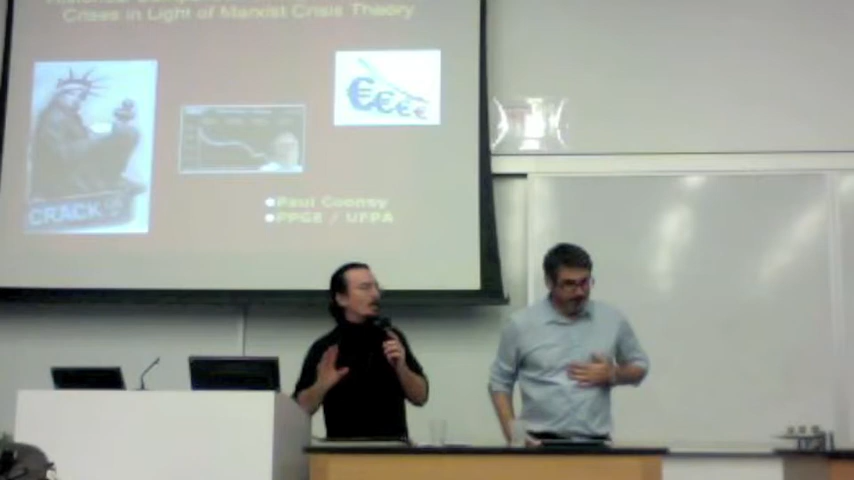 Crises in Light of Marxist Crisis Theory
CRACK
€€€€
Paul Cooney
PPGE / UFPA